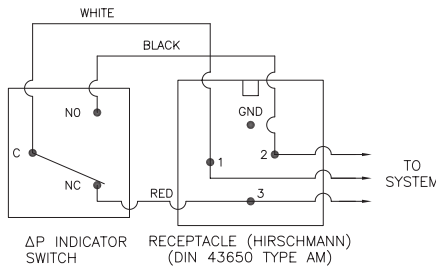 WHITE
BLACK
NO
GND
C
1
2
NC
RED
3
TO
SYSTEM
ΔP INDICATOR
SWITCH
RECEPTACLE (HIRSCHMANN)
(DIN 43650 TYPE AM)